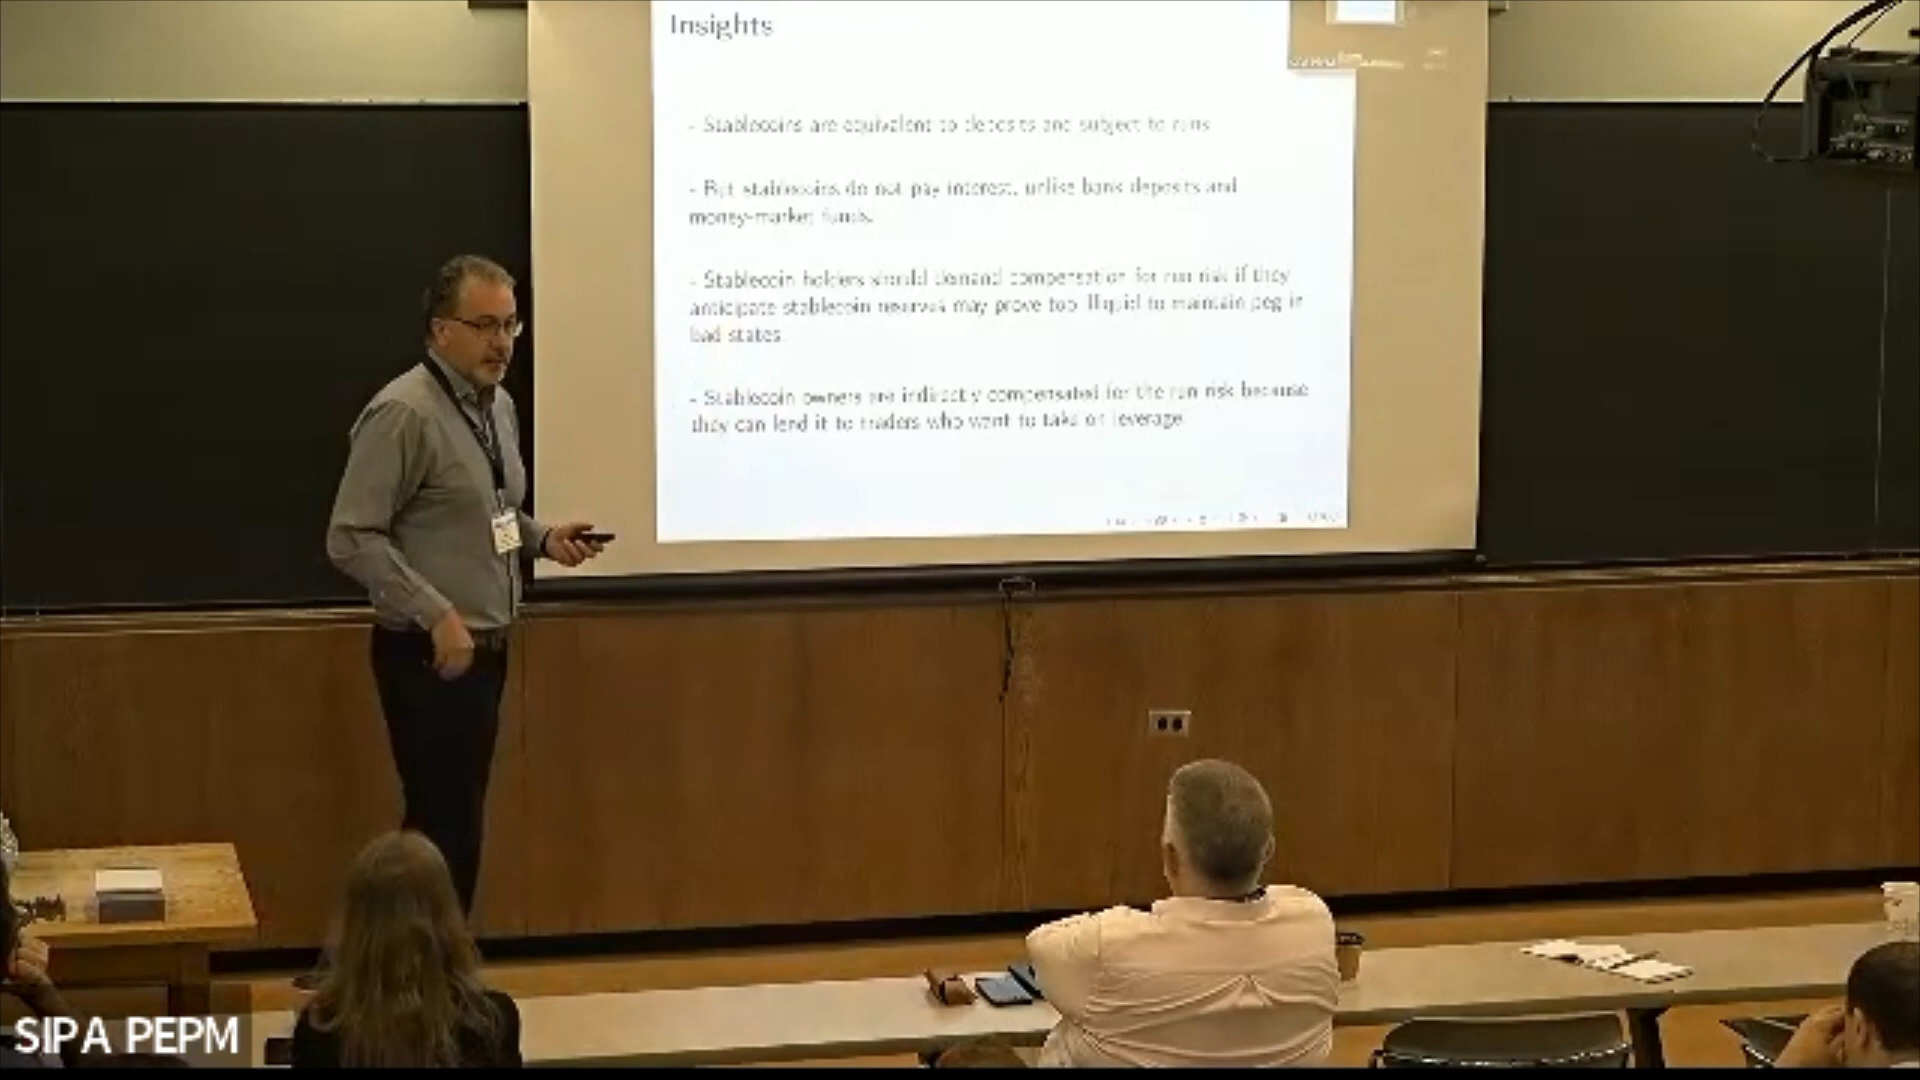 Insights
- Stablecoins are equivalent to deposits and subject to runs
- But stablecoins do not pay interest, unlike bank deposits and
money-market funds.
- Stablecoin holders should demand compensation for run risk if they
anticipate stablecoin reserves may prove too illiquid to maintain peg in
bad states.
- Stablecoin owners are indirectly compensated for the run risk because
they can lend it to traders who want to take on leverage.
SIPA PEPM